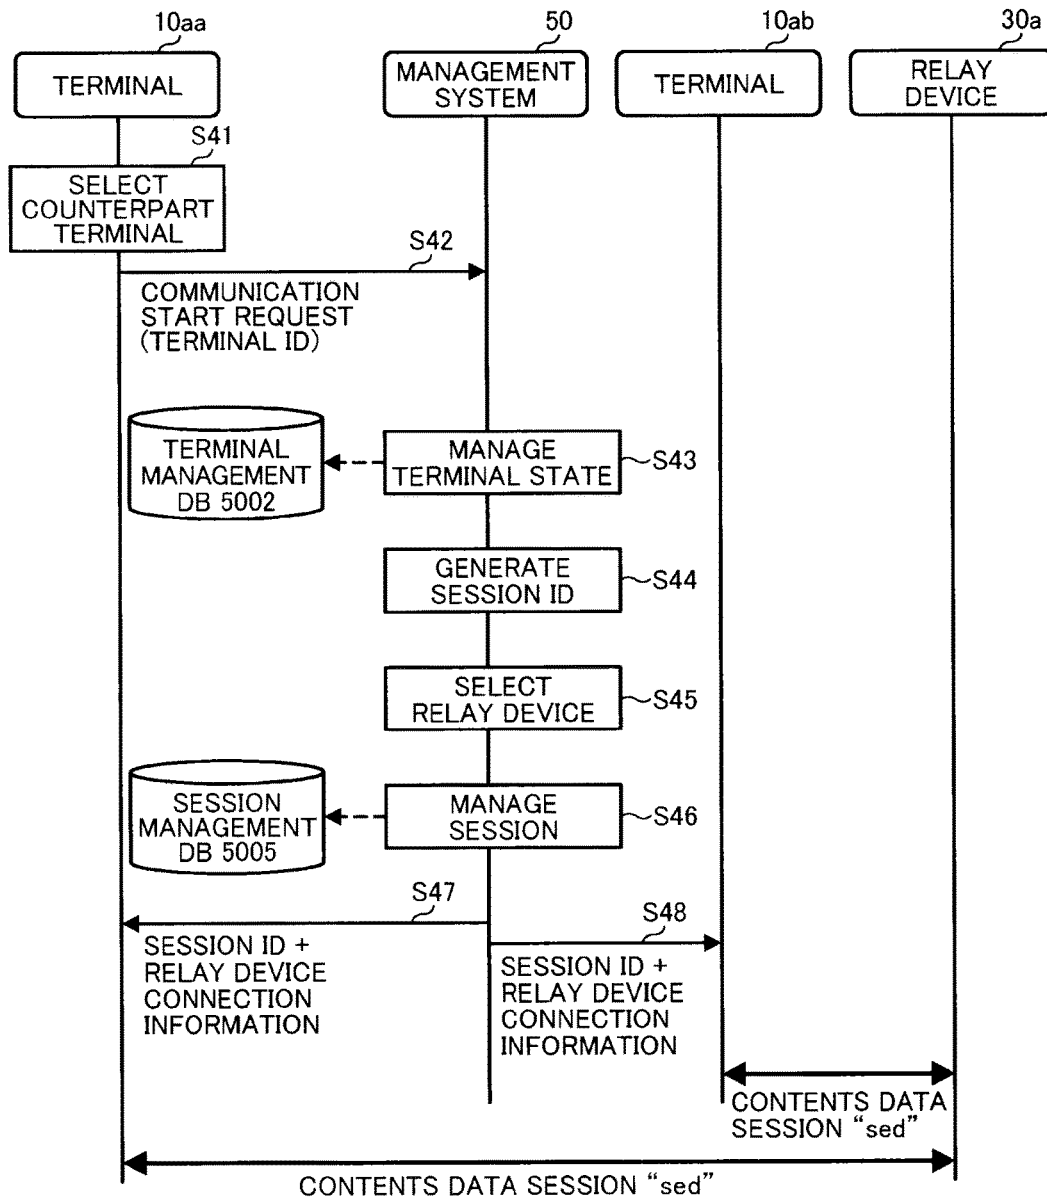 10aa
50
10ab
30a
TERMINAL
MANAGEMENT
SYSTEM
TERMINAL
RELAY
DEVICE
S41
SELECT
COUNTERPART
TERMINAL
S42
COMMUNICATION
START REQUEST
(TERMINAL ID)
TERMINAL
MANAGEMENT
DB 5002
MANAGE
TERMINAL STATE
S43
GENERATE
SESSION ID
S44
SELECT
RELAY DEVICE
S45
SESSION
MANAGEMENT
DB 5005
MANAGE
SESSION
S46
S47
SESSION ID +
RELAY DEVICE
CONNECTION
INFORMATION
S48
SESSION ID +
RELAY DEVICE
CONNECTION
INFORMATION
CONTENTS DATA
SESSION “sed”
CONTENTS DATA SESSION “sed”